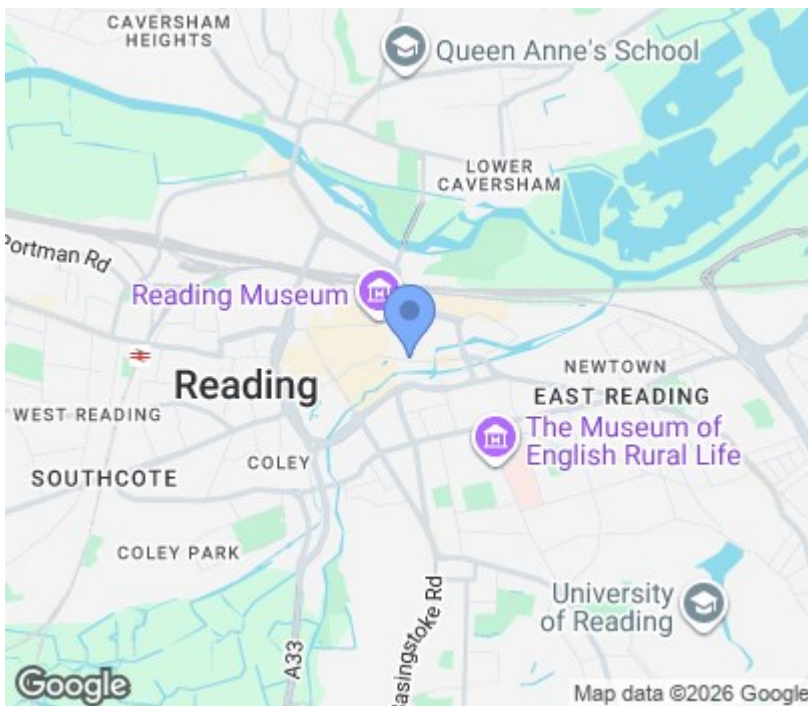 CAVERSHAM
HEIGHTS
Queen Anne's School
LOWER
CAVERSHAM
Portman Rd
Reading Museum
Reading
NEWTOWN
EAST READING
WEST READING
The Museum of
English Rural Life
COLEY
SOUTHCOTE
COLEY PARK
University
of Reading
A33
Basingstoke Rd
Google
Map data ©2026 Google